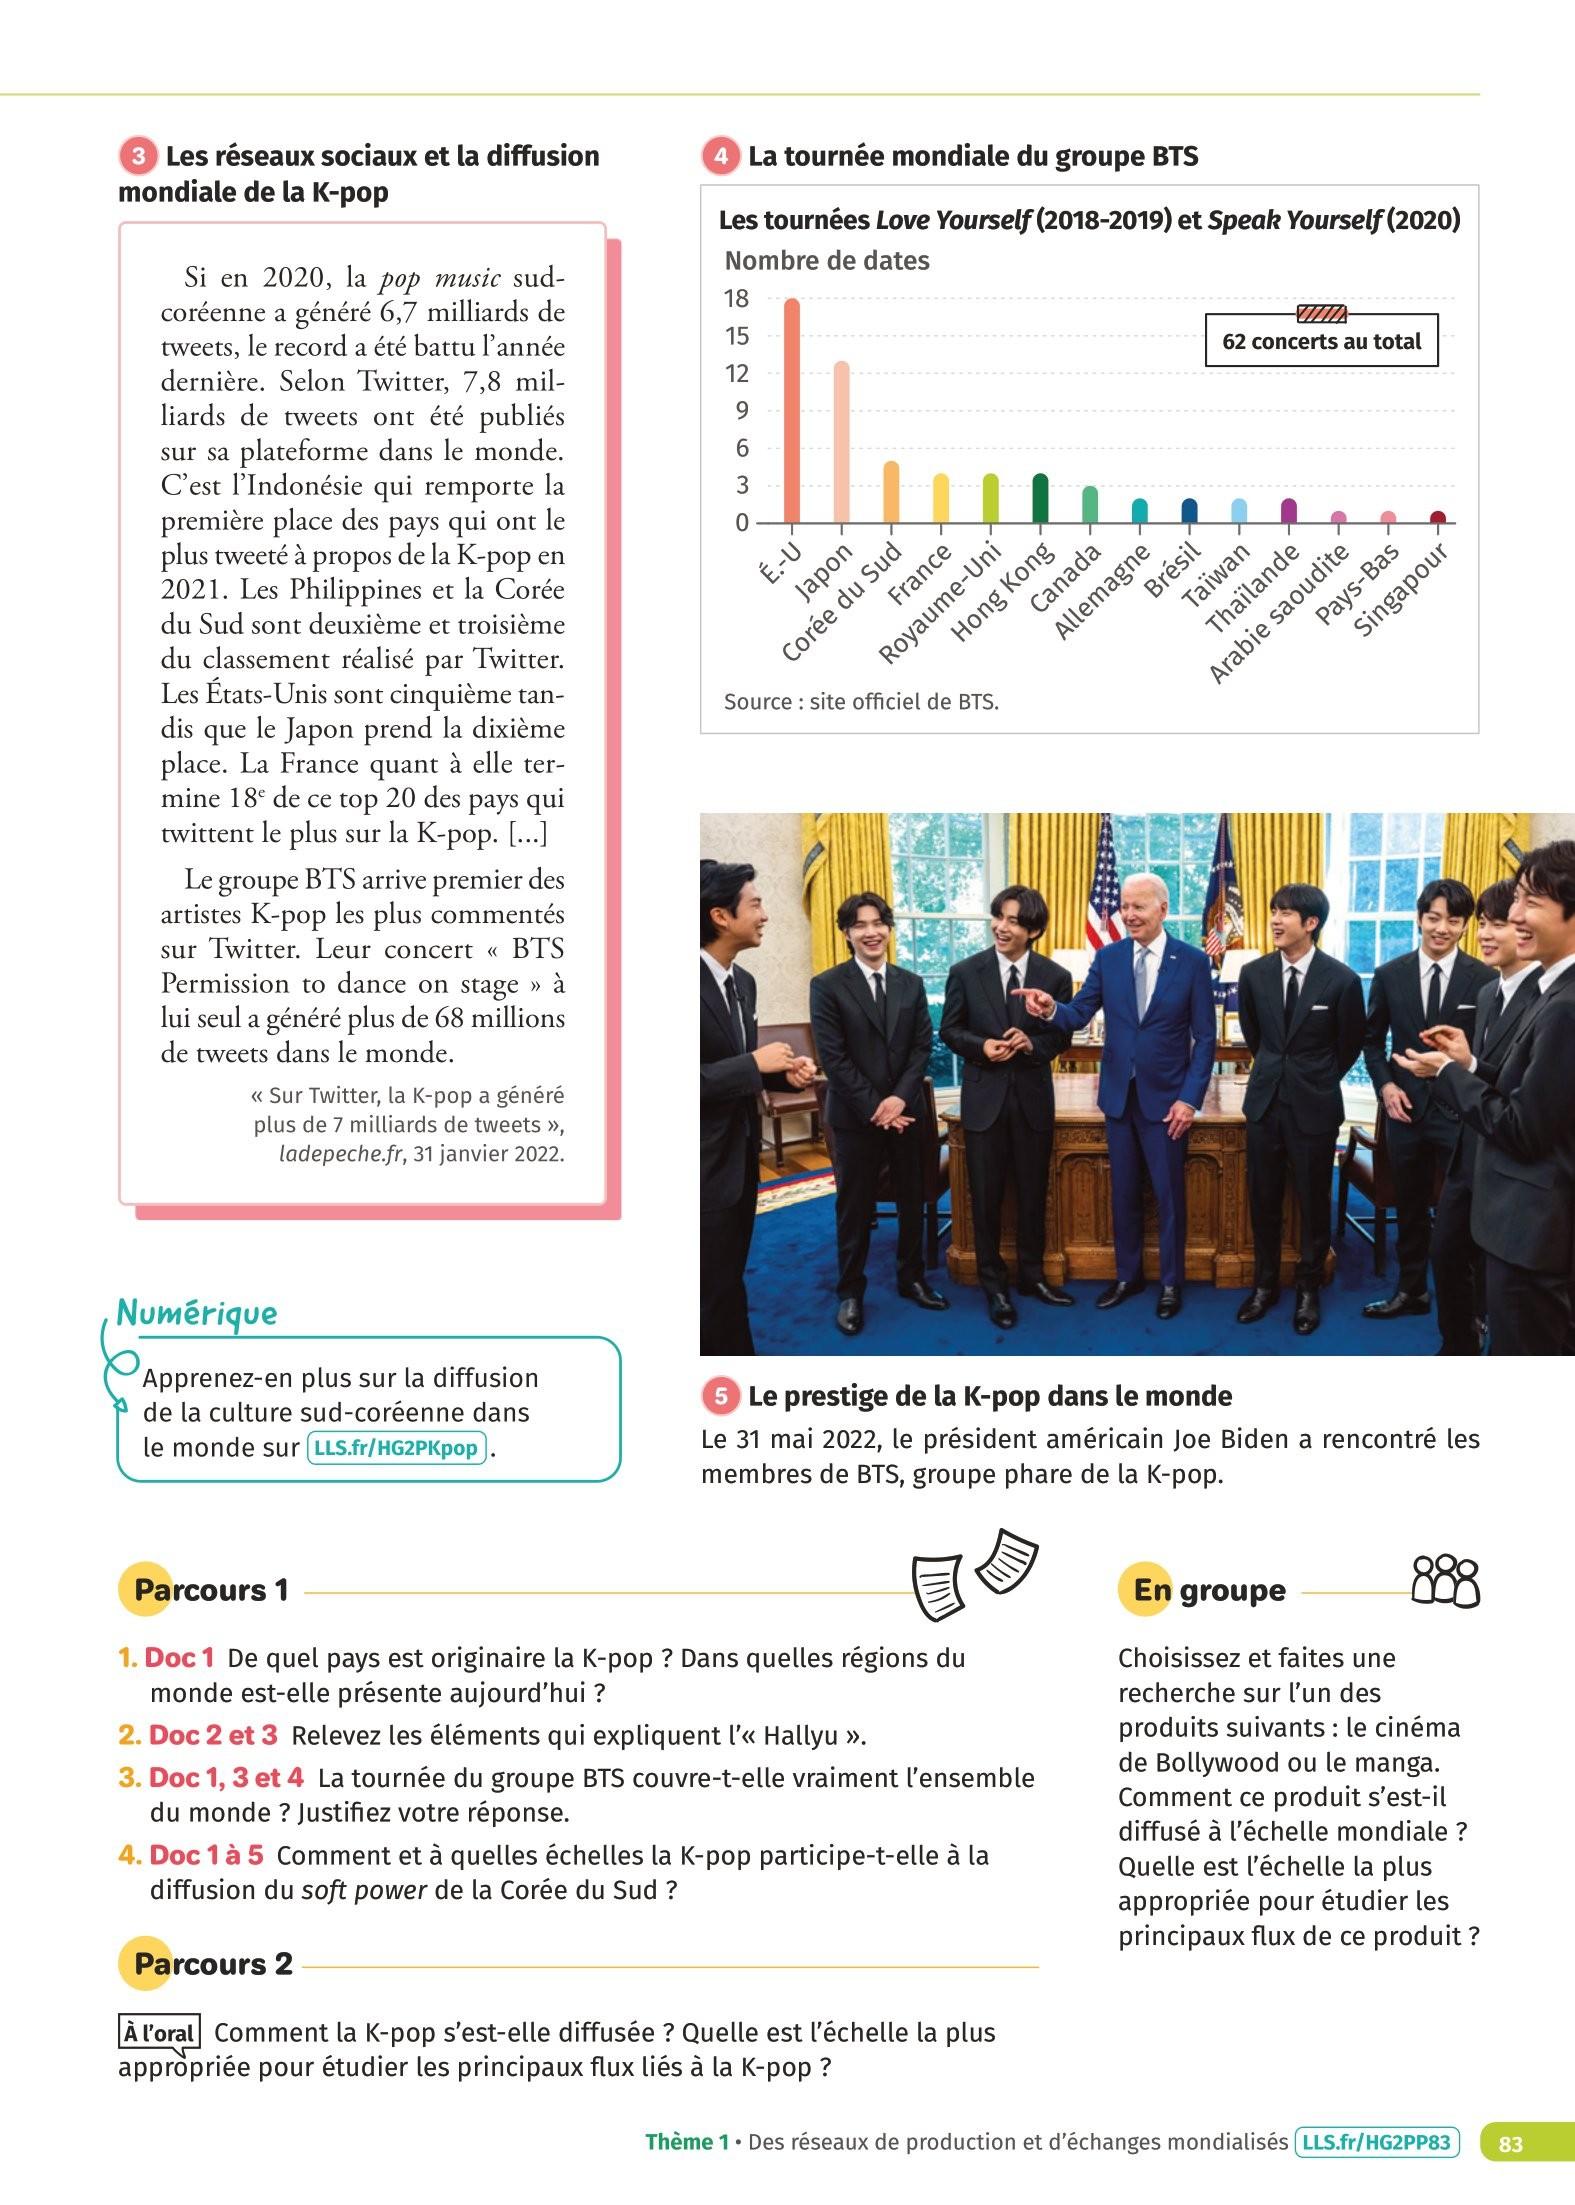 3 Les réseaux sociaux et la diffusion
mondiale de la K-pop
Si en 2020, la pop music sud-
coréenne a généré 6,7 milliards de
tweets, le record a été battu l’année
dernière. Selon Twitter, 7,8 mil-
liards de tweets ont été publiés
sur sa plateforme dans le monde.
C’est l’Indonésie qui remporte la
première place des pays qui ont le
plus tweeté à propos de la K-pop en
2021. Les Philippines et la Corée
du Sud sont deuxième et troisième
du classement réalisé par Twitter.
Les États-Unis sont cinquième tan-
dis que le Japon prend la dixième
place. La France quant à elle ter-
mine 18e de ce top 20 des pays qui
twittent le plus sur la K-pop. [...]
Le groupe BTS arrive premier des
artistes K-pop les plus commentés
sur Twitter. Leur concert « BTS
Permission to dance on stage » à
lui seul a généré plus de 68 millions
de tweets dans le monde.
« Sur Twitter, la K-pop a généré
plus de 7 milliards de tweets »,
ladepeche.fr, 31 janvier 2022.
Numérique
Apprenez-en plus sur la diffusion
de la culture sud-coréenne dans
le monde sur LLS.fr/HG2PKpop .
4 La tournée mondiale du groupe BTS
Les tournées Love Yourself (2018-2019) et Speak Yourself (2020)
Nombre de dates
18
15
12
9
6
3
0
62 concerts au total
É.-U
Japon
Corée du Sud
France
Royaume-Uni
Hong Kong
Canada
Allemagne
Brésil
Taïwan
Thaïlande
Arabie saoudite
Pays-Bas
Singapour
Source : site officiel de BTS.
5 Le prestige de la K-pop dans le monde
Le 31 mai 2022, le président américain Joe Biden a rencontré les
membres de BTS, groupe phare de la K-pop.
Parcours 1
1. Doc 1 De quel pays est originaire la K-pop ? Dans quelles régions du
monde est-elle présente aujourd’hui ?
2. Doc 2 et 3 Relevez les éléments qui expliquent l’« Hallyu ».
3. Doc 1, 3 et 4 La tournée du groupe BTS couvre-t-elle vraiment l’ensemble
du monde ? Justifiez votre réponse.
4. Doc 1 à 5 Comment et à quelles échelles la K-pop participe-t-elle à la
diffusion du soft power de la Corée du Sud ?
Parcours 2
À l’oral Comment la K-pop s’est-elle diffusée ? Quelle est l’échelle la plus
appropriée pour étudier les principaux flux liés à la K-pop ?
En groupe
Choisissez et faites une
recherche sur l’un des
produits suivants : le cinéma
de Bollywood ou le manga.
Comment ce produit s’est-il
diffusé à l’échelle mondiale ?
Quelle est l’échelle la plus
appropriée pour étudier les
principaux flux de ce produit ?
Thème 1 • Des réseaux de production et d’échanges mondialisés LLS.fr/HG2PP83 83